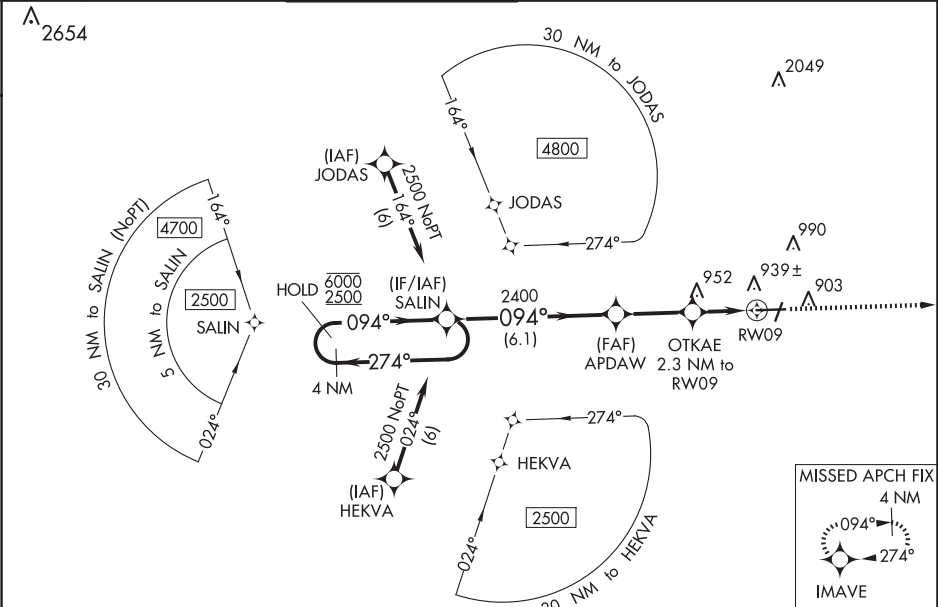 2654
30 NM to JODAS
2049
164°
4800
(IAF)
JODAS
2500 NoPT
164°
(6)
JODAS
274°
30 NM to SALIN (NoPT)
164°
4700
5 NM to SALIN
2500
SALIN
024°
HOLD
6000
2500
(IF/IAF)
SALIN
094°
274°
4 NM
2400
094°
(6.1)
(FAF)
APDAW
952
OTKAE
2.3 NM to
RW09
990
939±
903
RW09
2500 NoPT
024°
(6)
(IAF)
HEKVA
274°
HEKVA
2500
024°
30 NM to HEKVA
MISSED APCH FIX
4 NM
094°
274°
IMAVE